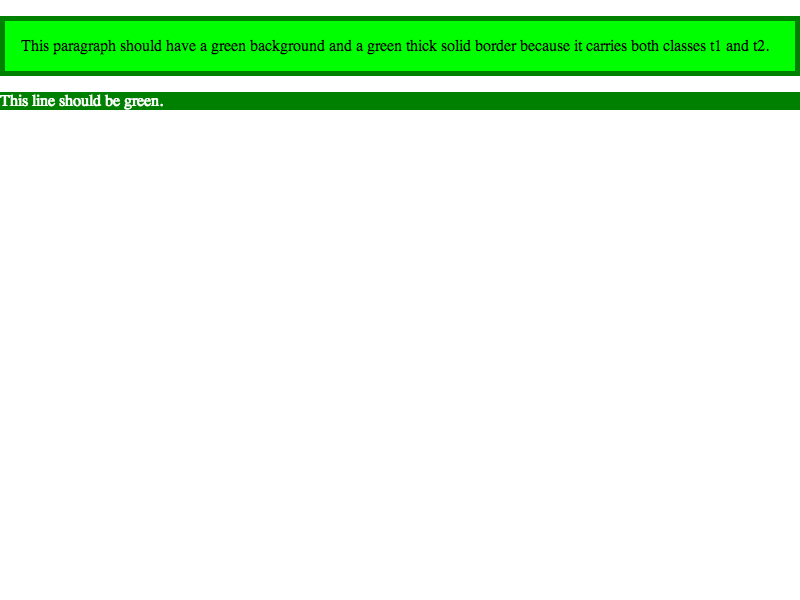 This paragraph should have a green background and a green thick solid border because it carries both classes t1 and t2.
This line should be green.